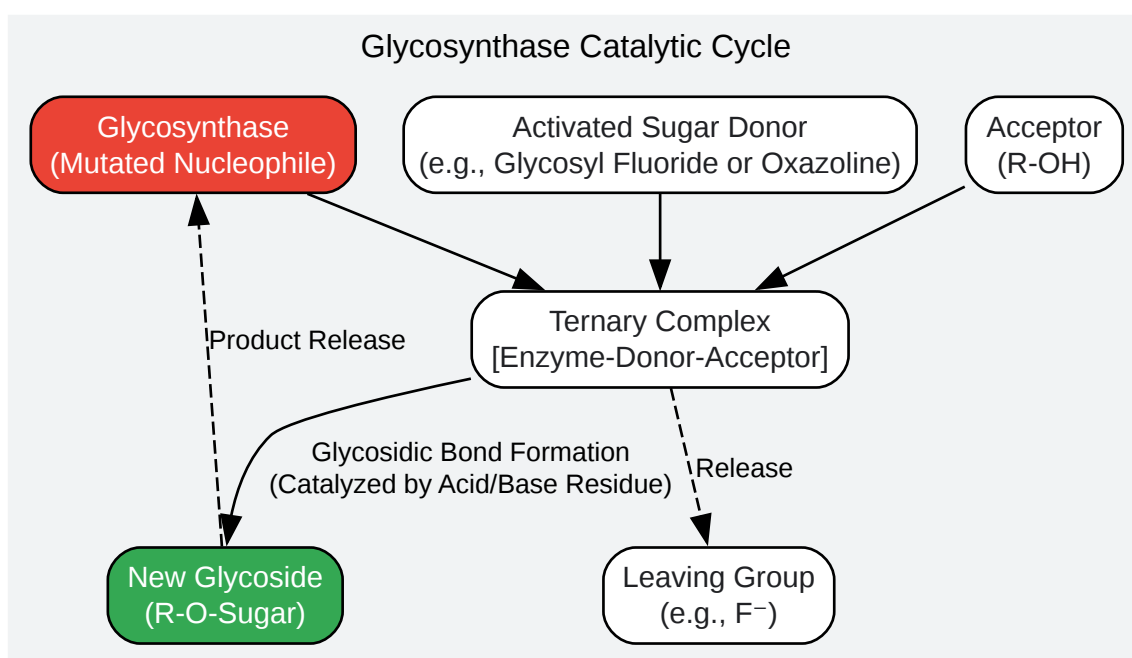 Glycosynthase Catalytic Cycle
Glycosynthase
(Mutated Nucleophile)
Activated Sugar Donor
(e.g., Glycosyl Fluoride or Oxazoline)
Acceptor
(R-OH)
Ternary Complex
[Enzyme-Donor-Acceptor]
Product Release
Glycosidic Bond Formation
(Catalyzed by Acid/Base Residue)
Release
New Glycoside
(R-O-Sugar)
Leaving Group
(e.g., F⁻)